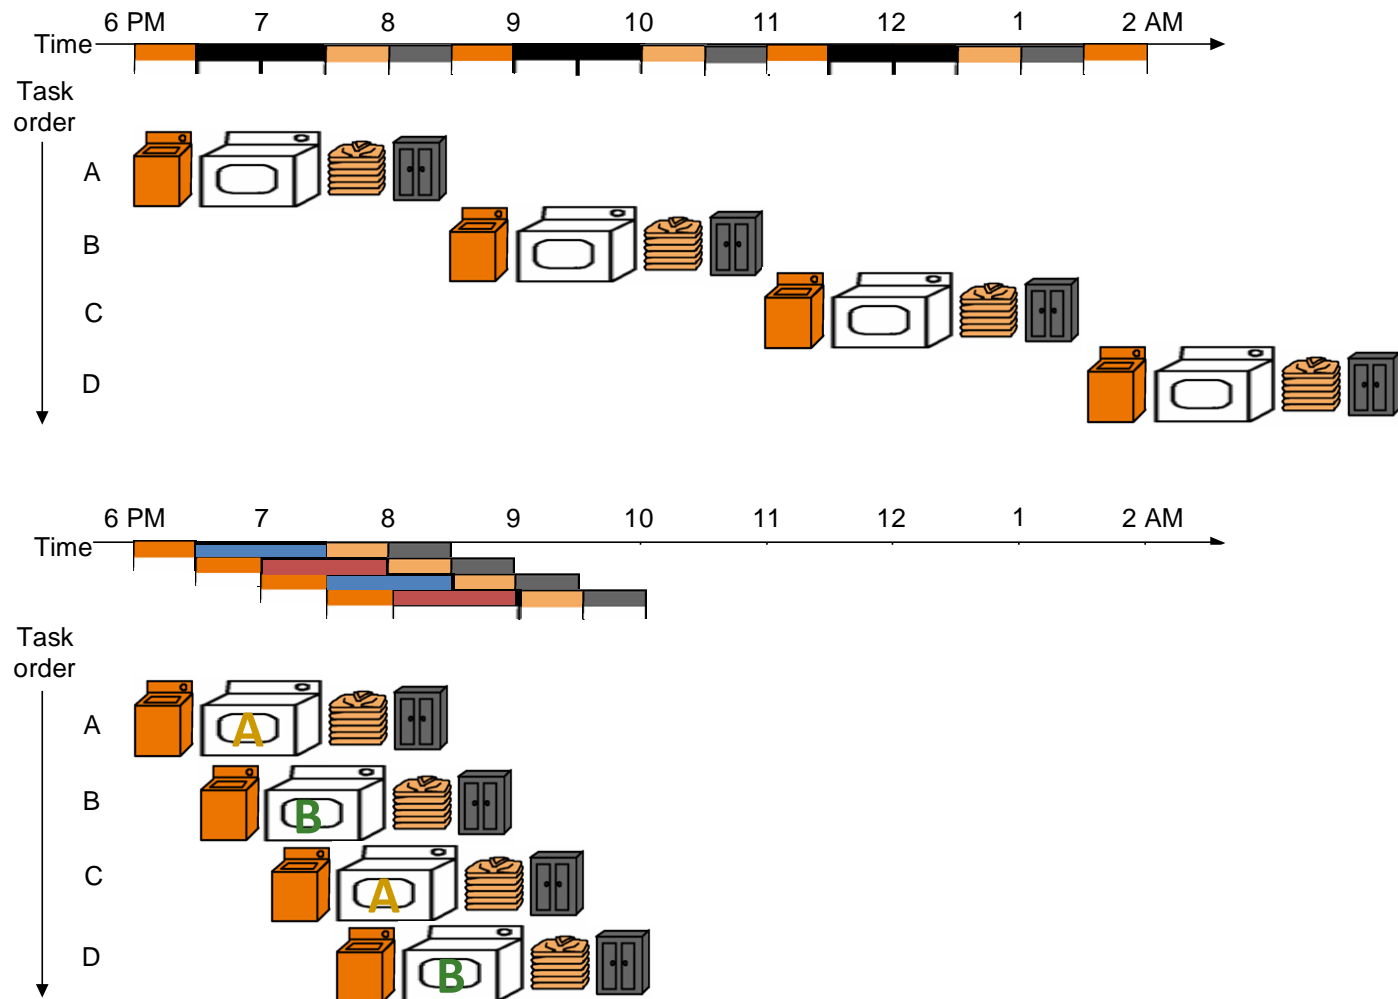 6 PM 7 8 9 10 11 12 1 2 AM
Time
Task
order
A
B
C
D
6 PM 7 8 9 10 11 12 1 2 AM
Time
Task
order
A A
B B
C A
D B